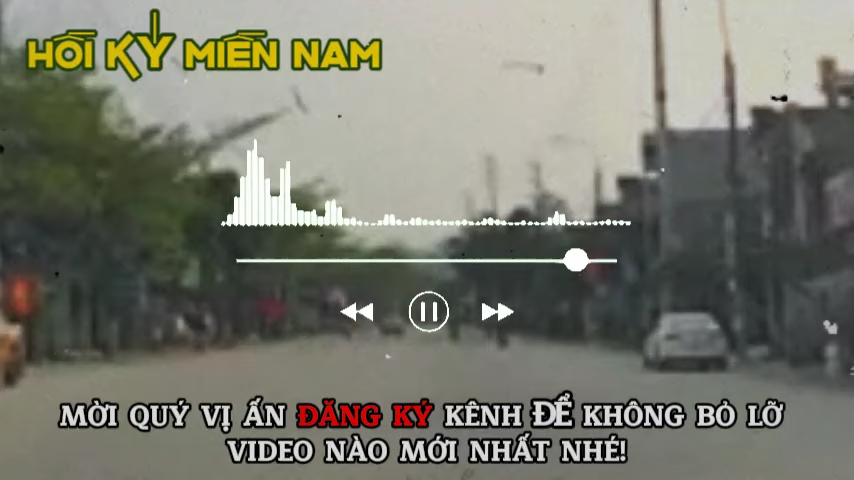 HỒI KÝ MIỀN NAM
MỜI QUÝ VỊ ẤN ĐĂNG KÝ KÊNH ĐỂ KHÔNG BỎ LỠ
VIDEO NÀO MỚI NHẤT NHÉ!